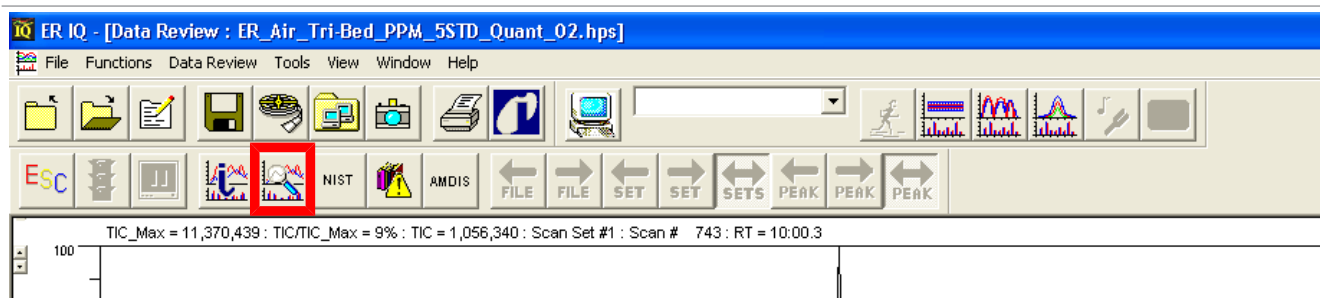 IQ ER IQ - [Data Review : ER_Air_Tri-Bed_PPM_5STD_Quant_02.hps]
File Functions Data Review Tools View Window Help
ESC NIST AMDIS FILE FILE SET SET SETS PEAK PEAK PEAK
TIC_Max = 11,370,439 : TIC/TIC_Max = 9% : TIC = 1,056,340 : Scan Set #1 : Scan # 743 : RT = 10:00.3
100